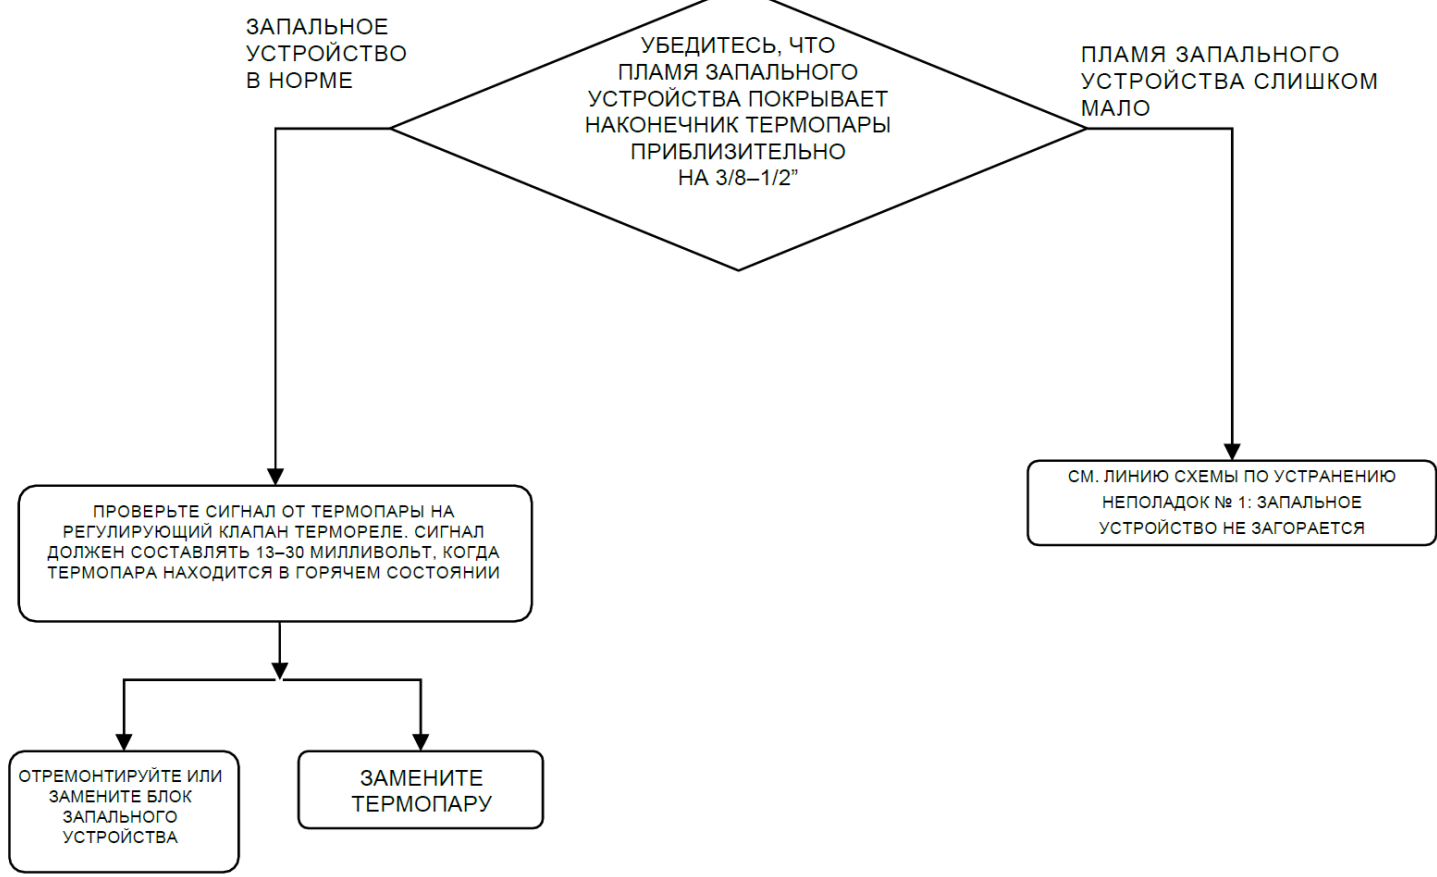 ЗАПАЛЬНОЕ
УСТРОЙСТВО
В НОРМЕ
УБЕДИТЕСЬ, ЧТО
ПЛАМЯ ЗАПАЛЬНОГО
УСТРОЙСТВА ПОКРЫВАЕТ
НАКОНЕЧНИК ТЕРМОПАРЫ
ПРИБЛИЗИТЕЛЬНО
НА 3/8–1/2”
ПЛАМЯ ЗАПАЛЬНОГО
УСТРОЙСТВА СЛИШКОМ
МАЛО
ПРОВЕРЬТЕ СИГНАЛ ОТ ТЕРМОПАРЫ НА
РЕГУЛИРУЮЩИЙ КЛАПАН ТЕРМОРЕЛЕ. СИГНАЛ
ДОЛЖЕН СОСТАВЛЯТЬ 13–30 МИЛЛИВОЛЬТ, КОГДА
ТЕРМОПАРА НАХОДИТСЯ В ГОРЯЧЕМ СОСТОЯНИИ
СМ. ЛИНИЮ СХЕМЫ ПО УСТРАНЕНИЮ
НЕПОЛАДОК № 1: ЗАПАЛЬНОЕ
УСТРОЙСТВО НЕ ЗАГОРАЕТСЯ
ОТРЕМОНТИРУЙТЕ ИЛИ
ЗАМЕНИТЕ БЛОК
ЗАПАЛЬНОГО
УСТРОЙСТВА
ЗАМЕНИТЕ
ТЕРМОПАРУ